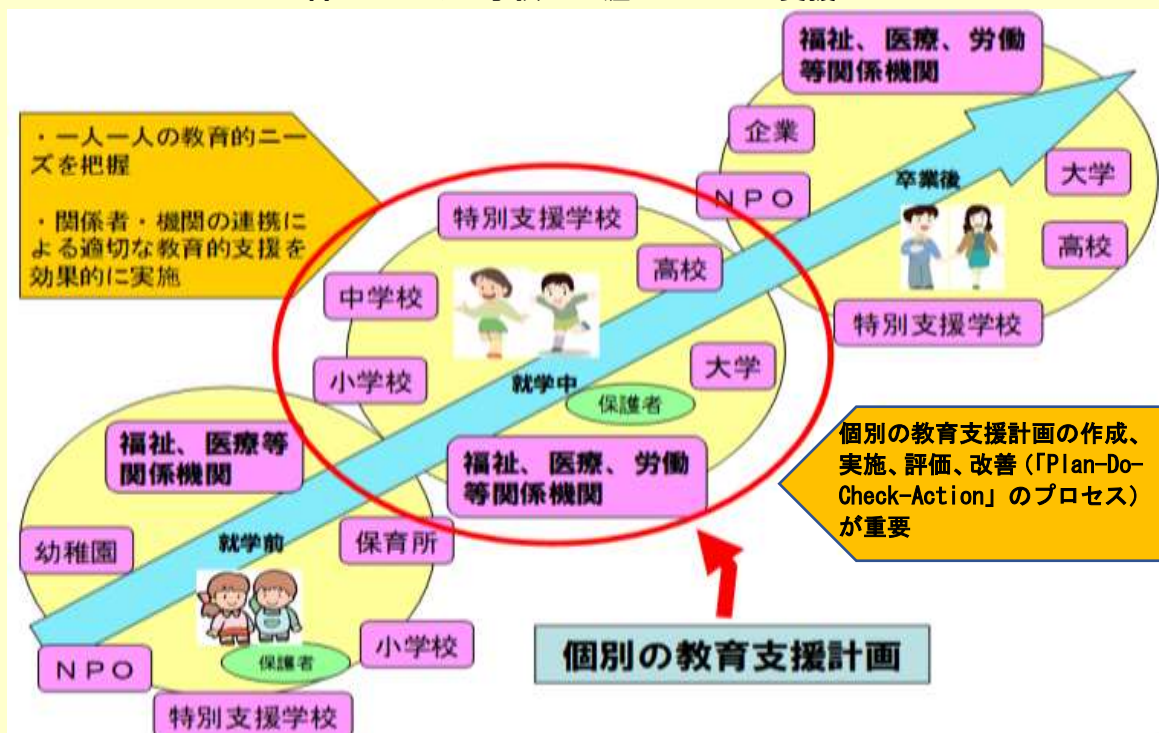 福祉、医療、労働
等関係機関
企業
ＮＰＯ
卒業後
大学
高校
特別支援学校
・一人一人の教育的ニー
ズを把握
・関係者・機関の連携に
よる適切な教育的支援を
効果的に実施
特別支援学校
中学校
高校
小学校
就学中
大学
保護者
福祉、医療、労働
等関係機関
個別の教育支援計画の作成、
実施、評価、改善（「Plan-Do-
Check-Action」のプロセス）
が重要
福祉、医療等
関係機関
幼稚園
就学前
保育所
小学校
ＮＰＯ
保護者
特別支援学校
個別の教育支援計画